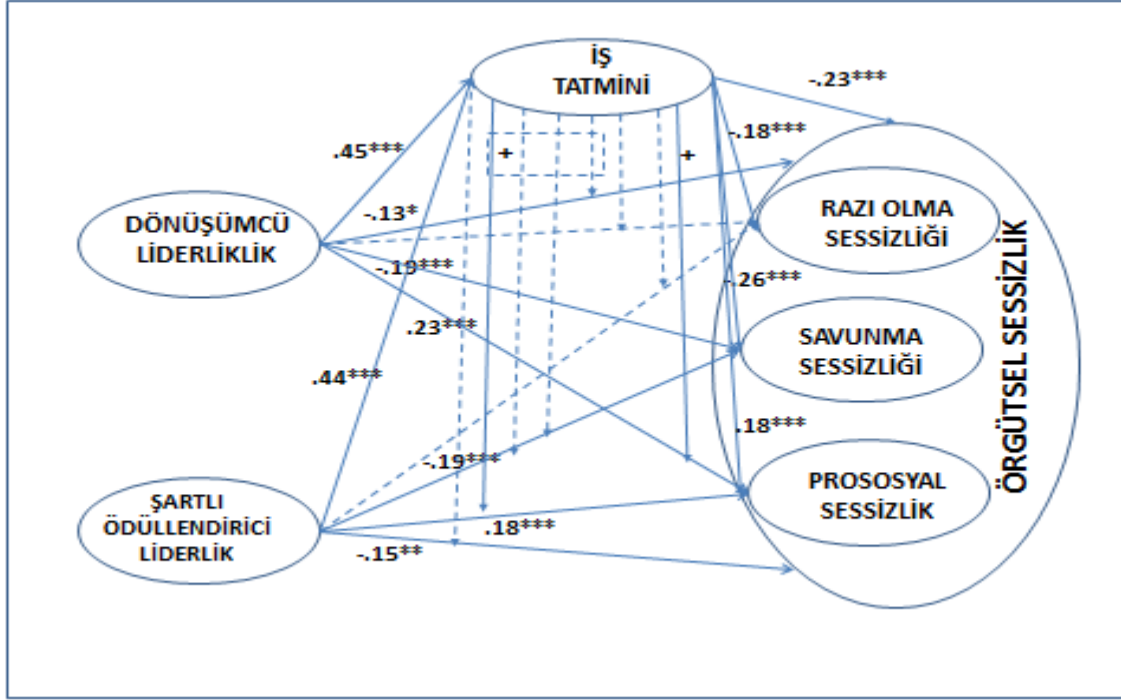 İŞ
TATMİNİ
-.23***
-.18***
.45***
+
+
DÖNÜŞÜMCÜ
LİDERLİKLİK
-.13*
RAZI OLMA
SESSİZLİĞİ
-.19***
-.26***
.23***
SAVUNMA
SESSİZLİĞİ
ÖRGÜTSEL SESSİZLİK
.44***
.18***
-.19***
PROSOSYAL
SESSİZLİK
ŞARTLI
ÖDÜLLENDİRİCİ
LİDERLİK
.18***
-.15**